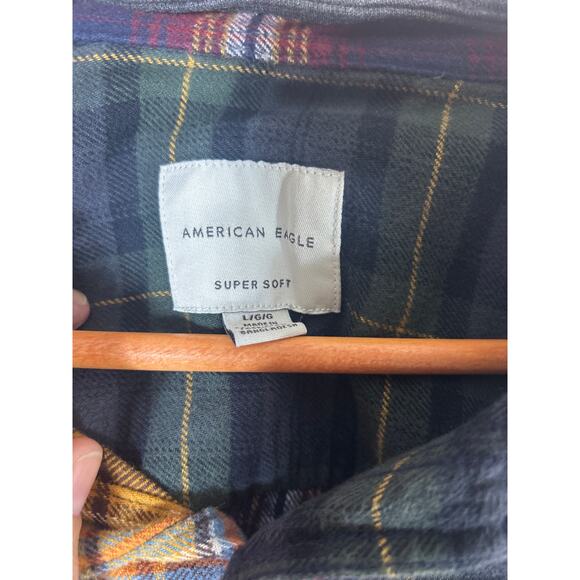 AMERICAN EAGLE
SUPER SOFT
L/G/G
MADE IN
BANGLADESH